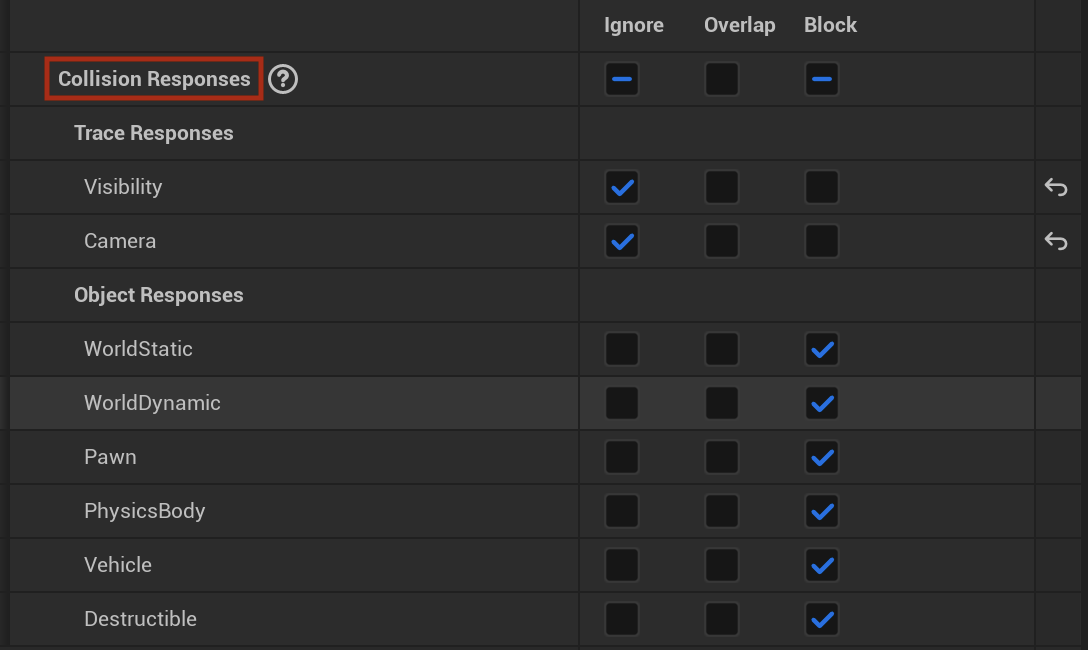 Ignore Overlap Block
Collision Responses ?
Trace Responses
Visibility
Camera
Object Responses
WorldStatic
WorldDynamic
Pawn
PhysicsBody
Vehicle
Destructible